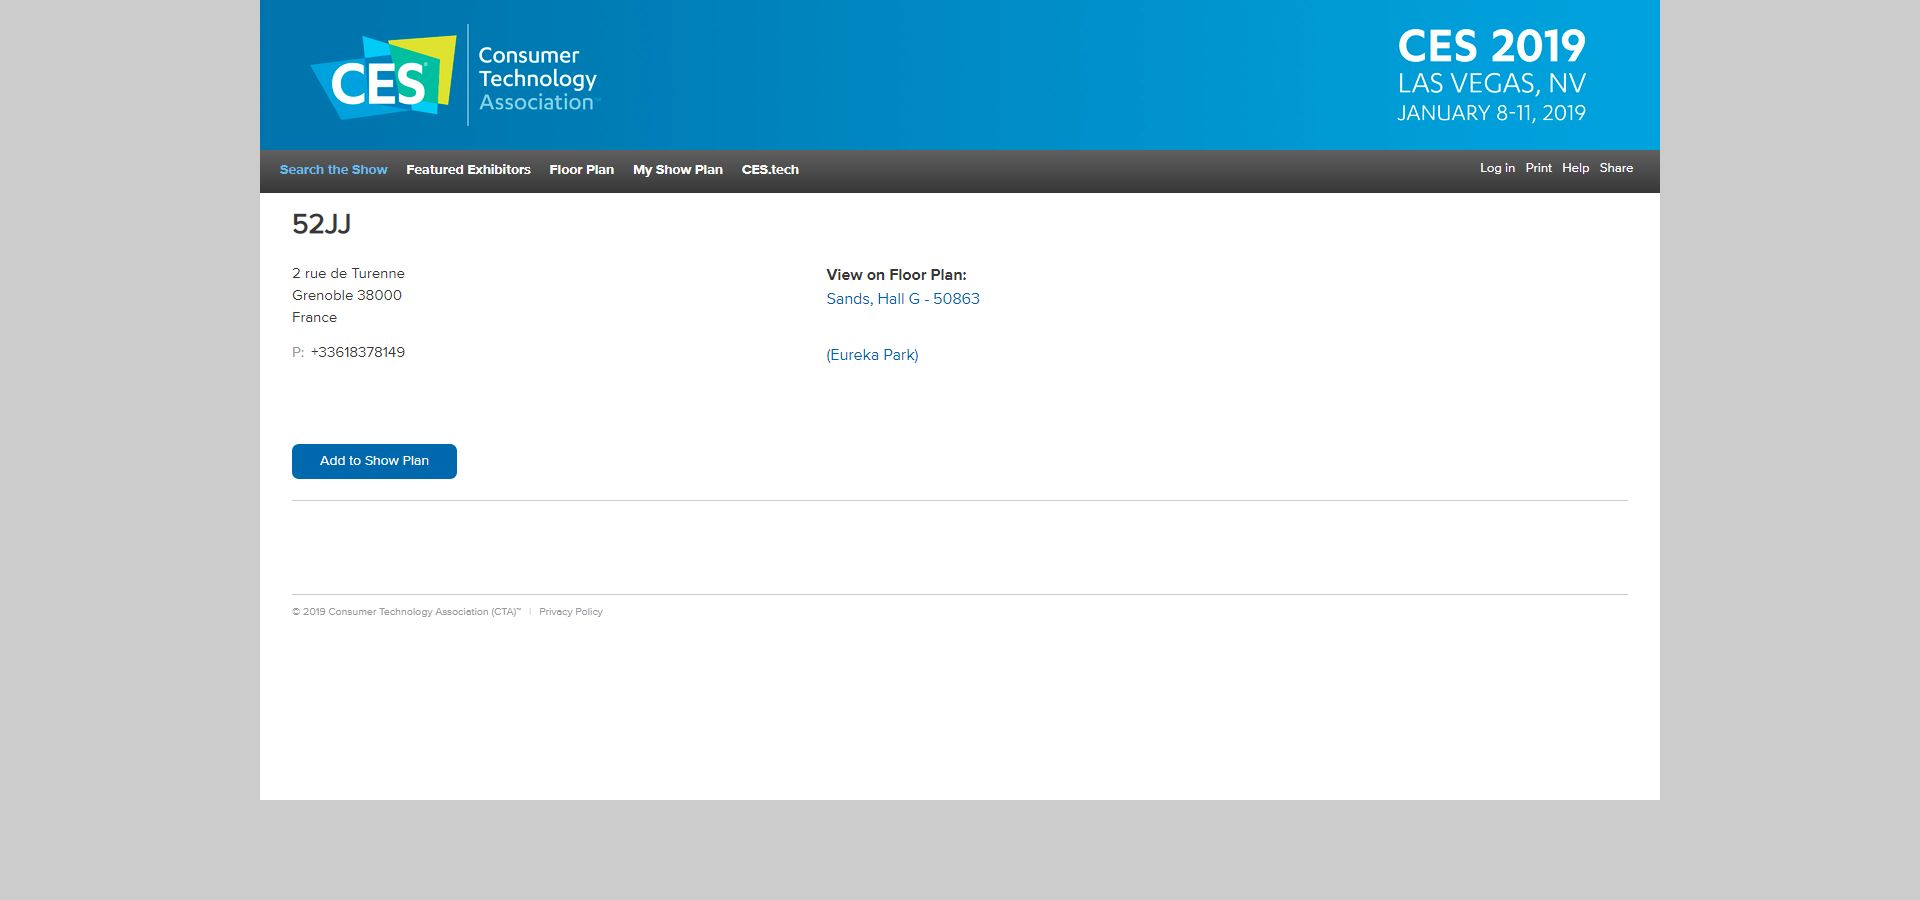 CES®
Consumer
Technology
Association™
CES 2019
LAS VEGAS, NV
JANUARY 8-11, 2019
Search the Show Featured Exhibitors Floor Plan My Show Plan CES.tech Log in Print Help Share
52JJ
2 rue de Turenne
Grenoble 38000
France
P: +33618378149
View on Floor Plan:
Sands, Hall G - 50863
(Eureka Park)
Add to Show Plan
© 2019 Consumer Technology Association (CTA)™ | Privacy Policy